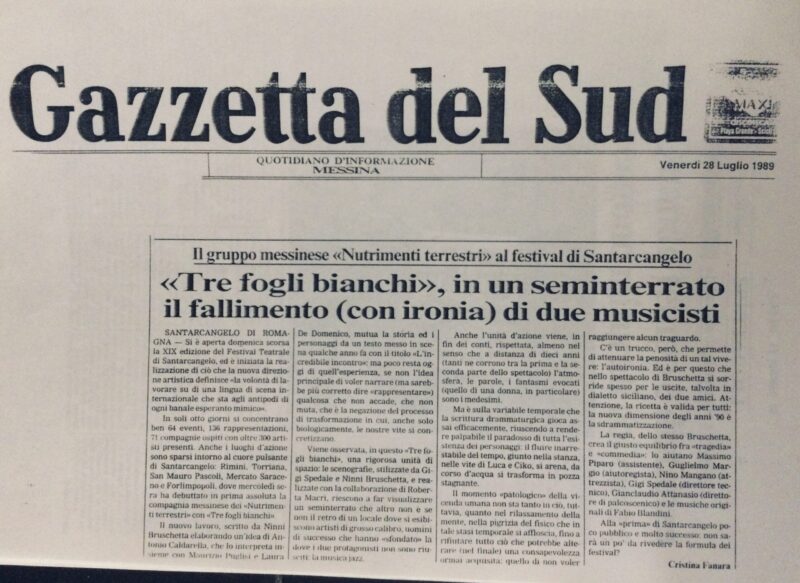 Gazzetta del Sud
MAXI
Playa Grande - Scicli
QUOTIDIANO D'INFORMAZIONE
MESSINA
Venerdì 28 Luglio 1989
Il gruppo messinese «Nutrimenti terrestri» al festival di Santarcangelo
«Tre fogli bianchi», in un seminterrato
il fallimento (con ironia) di due musicisti
SANTARCANGELO DI ROMA-
GNA — Si è aperta domenica scorsa
la XIX edizione del Festival Teatrale
di Santarcangelo, ed è iniziata la rea-
lizzazione di ciò che la nuova direzio-
ne artistica definisce «la volontà di la-
vorare su di una lingua di scena in-
ternazionale che sta agli antipodi di
ogni banale esperanto mimico».
In soli otto giorni si concentrano
ben 64 eventi, 136 rappresentazioni,
71 compagnie ospiti con oltre 300 arti-
sti presenti. Anche i luoghi d'azione
sono sparsi intorno al cuore pulsante
di Santarcangelo: Rimini, Torriana,
San Mauro Pascoli, Mercato Sarace-
no e Forlimpopoli, dove mercoledì se-
ra ha debuttato in prima assoluta la
compagnia messinese dei «Nutrimen-
ti terrestri» con «Tre fogli bianchi»
Il nuovo lavoro, scritto da Ninni
Bruschetta elaborando un'idea di An-
tonio Caldarella, che lo interpreta in-
sieme con Maurizio Puglisi e Laura
De Domenico, mutua la storia ed i
personaggi da un testo messo in sce-
na qualche anno fa con il titolo «L'in-
credibile incontro» ma poco resta og-
gi di quell'esperienza, se non l'idea
principale di voler narrare (ma sareb-
be più corretto dire «rappresentare»)
qualcosa che non accade, che non
muta, che è la negazione del processo
di trasformazione in cui, anche solo
biologicamente, le nostre vite si con-
cretizzano.
Viene osservata, in questo «Tre fo-
gli bianchi», una rigorosa unità di
spazio: le scenografie, stilizzate da Gi-
gi Spedale e Ninni Bruschetta, e rea-
lizzate con la collaborazione di Rober-
ta Macrì, riescono a far visualizzare
un seminterrato che altro non è se
non il retro di un locale dove si esibi-
scono artisti di grosso calibro, nomi
di successo che hanno «sfondato» là
dove i due protagonisti non sono riu-
sciti: la musica jazz.
Anche l'unità d'azione viene, in
fin dei conti, rispettata, almeno nel
senso che a distanza di dieci anni
(tanti ne corrono tra la prima e la se-
conda parte dello spettacolo) l'atmo-
sfera, le parole, i fantasmi evocati
(quello di una donna, in particolare)
sono i medesimi.
Ma è sulla variabile temporale che
la scrittura drammaturgica gioca as-
sai efficacemente, riuscendo a rende-
re palpabile il paradosso di tutta l'esi-
stenza dei personaggi: il fluire inarre-
stabile del tempo, giunto nella stanza,
nelle vite di Luca e Ciko, si arena, da
corso d'acqua si trasforma in pozza
stagnante.
Il momento «patologico» della vi-
cenda umana non sta tanto in ciò, tut-
tavia, quanto nel rilassamento della
mente, nella pigrizia del fisico che in
tale stasi temporale si affloscio, fino a
rifiutare tutto ciò che potrebbe alte-
rare (nel finale) una consapevolezza
ormai acquisita: quello di non voler
raggiungere alcun traguardo.
C'è un trucco, però, che permette
di attenuare la penosità di un tal vive-
re: l'autoironia. Ed è per questo che
nello spettacolo di Bruschetta si sor-
ride spesso per le uscite, talvolta in
dialetto siciliano, dei due amici. At-
tenzione, la ricetta è valida per tutti:
la nuova dimensione degli anni '90 è
la sdrammatizzazione.
La regia, dello stesso Bruschetta,
crea il giusto equilibrio fra «tragedia»
e «commedia»: lo aiutano Massimo
Piparo (assistente), Guglielmo Mar-
gio (aiutoregista), Nino Mangano (at-
trezzista), Gigi Spedale (direttore tec-
nico), Gianclaudio Attanasio (diretto-
re di palcoscenico) e le musiche origi-
nali di Fabio Blandini.
Alla «prima» di Santarcangelo po-
co pubblico e molto successo: non sa-
rà un po' da rivedere la formula dei
festival?
Cristina Fanara